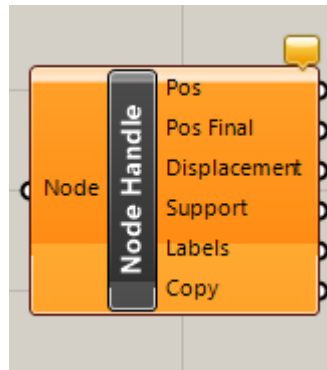 Node
Node Handle
Pos
Pos Final
Displacement
Support
Labels
Copy